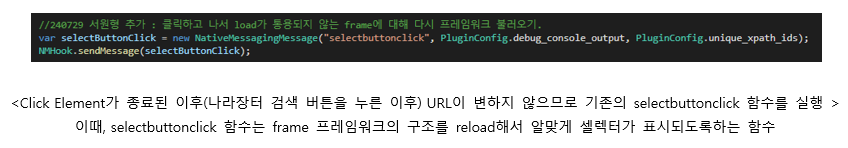 //240729 서원형 추가 : 클릭하고 나서 load가 통용되지 않는 frame에 대해 다시 프레임워크 불러오기.
var selectButtonClick = new NativeMessagingMessage("selectbuttonclick", PluginConfig.debug_console_output, PluginConfig.unique_xpath_ids);
NMHook.sendMessage(selectButtonClick);
<Click Element가 종료된 이후(나라장터 검색 버튼을 누른 이후) URL이 변하지 않으므로 기존의 selectbuttonclick 함수를 실행 >
이때, selectbuttonclick 함수는 frame 프레임워크의 구조를 reload해서 알맞게 셀렉터가 표시되도록하는 함수